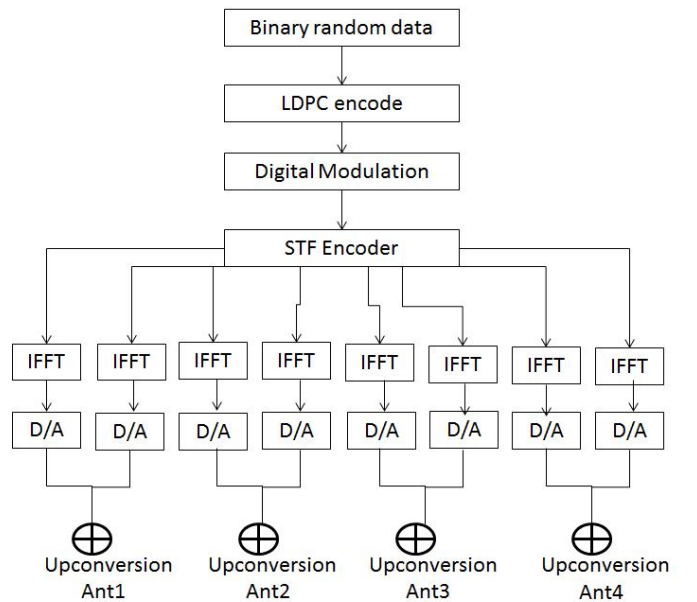 Binary random data
LDPC encode
Digital Modulation
STF Encoder
IFFT IFFT IFFT IFFT IFFT IFFT IFFT IFFT
D/A D/A D/A D/A D/A D/A D/A D/A
Upconversion Upconversion Upconversion Upconversion
Ant1 Ant2 Ant3 Ant4